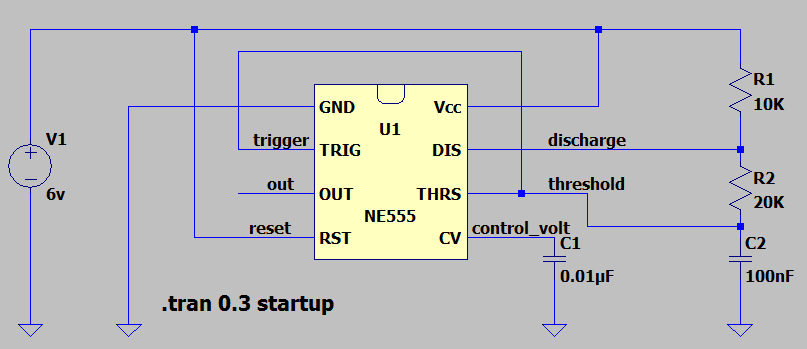 V1
6v
trigger
out
reset
GND
TRIG
OUT
RST
U1
NE555
Vcc
DIS
THRS
CV
discharge
threshold
control_volt
R1
10K
R2
20K
C1
0.01µF
C2
100nF
.tran 0.3 startup